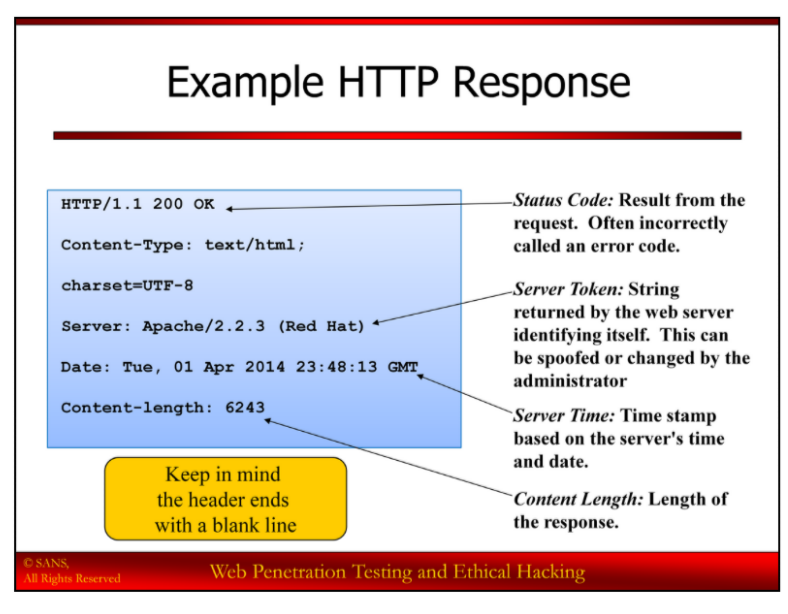 Example HTTP Response
HTTP/1.1 200 OK
Content-Type: text/html;
charset=UTF-8
Server: Apache/2.2.3 (Red Hat)
Date: Tue, 01 Apr 2014 23:48:13 GMT
Content-length: 6243
Status Code: Result from the
request. Often incorrectly
called an error code.
Server Token: String
returned by the web server
identifying itself. This can
be spoofed or changed by the
administrator
Server Time: Time stamp
based on the server's time
and date.
Content Length: Length of
the response.
Keep in mind
the header ends
with a blank line
© SANS,
All Rights Reserved
Web Penetration Testing and Ethical Hacking